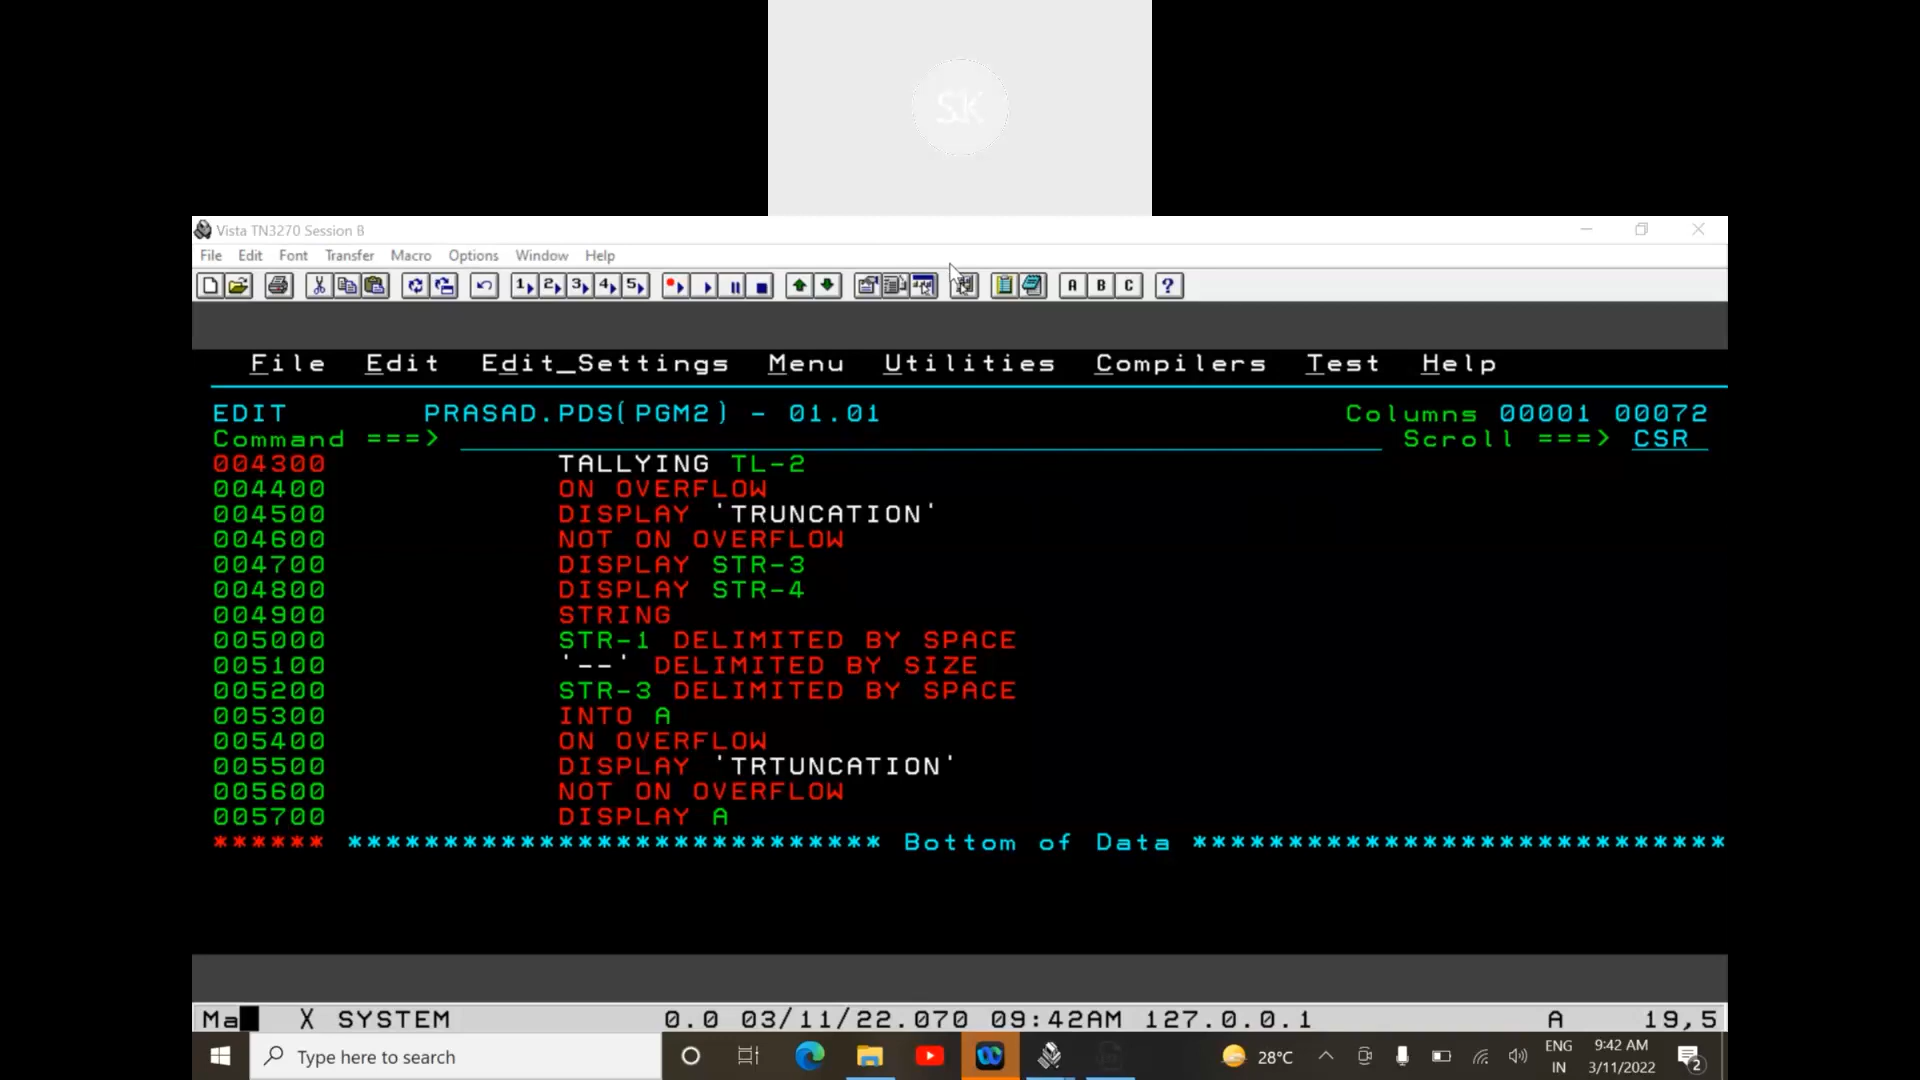 SK
Vista TN3270 Session B
File Edit Font Transfer Macro Options Window Help
1 2 3 4 5 A B C ?
File Edit Edit_Settings Menu Utilities Compilers Test Help
EDIT PRASAD.PDS(PGM2) - 01.01 Columns 00001 00072
Command ===> Scroll ===> CSR
004300 TALLYING TL-2
004400 ON OVERFLOW
004500 DISPLAY 'TRUNCATION'
004600 NOT ON OVERFLOW
004700 DISPLAY STR-3
004800 DISPLAY STR-4
004900 STRING
005000 STR-1 DELIMITED BY SPACE
005100 '--' DELIMITED BY SIZE
005200 STR-3 DELIMITED BY SPACE
005300 INTO A
005400 ON OVERFLOW
005500 DISPLAY 'TRTUNCATION'
005600 NOT ON OVERFLOW
005700 DISPLAY A
****** **************************** Bottom of Data ****************************
Ma X SYSTEM 0.0 03/11/22.070 09:42AM 127.0.0.1 A 19,5
Type here to search 28°C ENG 9:42 AM
IN 3/11/2022 2